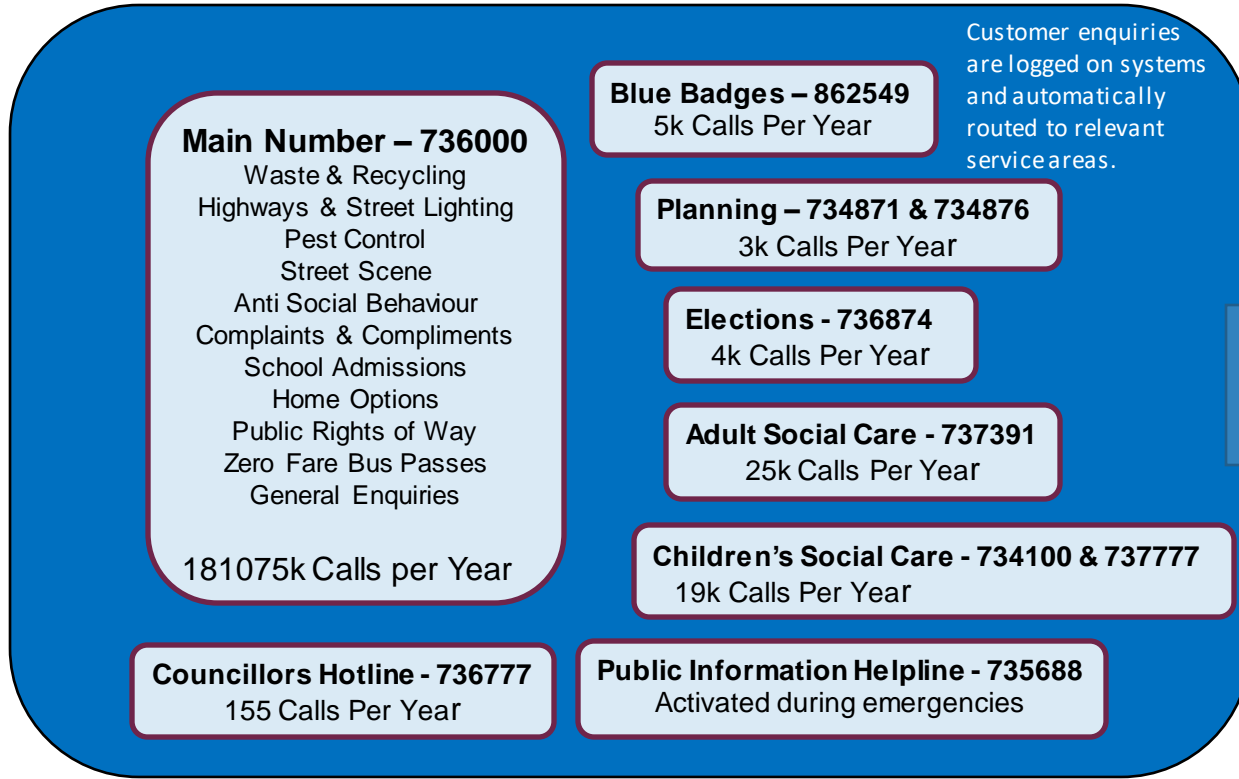 Main Number – 736000
Waste & Recycling
Highways & Street Lighting
Pest Control
Street Scene
Anti Social Behaviour
Complaints & Compliments
School Admissions
Home Options
Public Rights of Way
Zero Fare Bus Passes
General Enquiries
181075k Calls per Year
Blue Badges – 862549
5k Calls Per Year
Customer enquiries
are logged on systems
and automatically
routed to relevant
service areas.
Planning – 734871 & 734876
3k Calls Per Year
Elections - 736874
4k Calls Per Year
Adult Social Care - 737391
25k Calls Per Year
Children’s Social Care - 734100 & 737777
19k Calls Per Year
Councillors Hotline - 736777
155 Calls Per Year
Public Information Helpline - 735688
Activated during emergencies